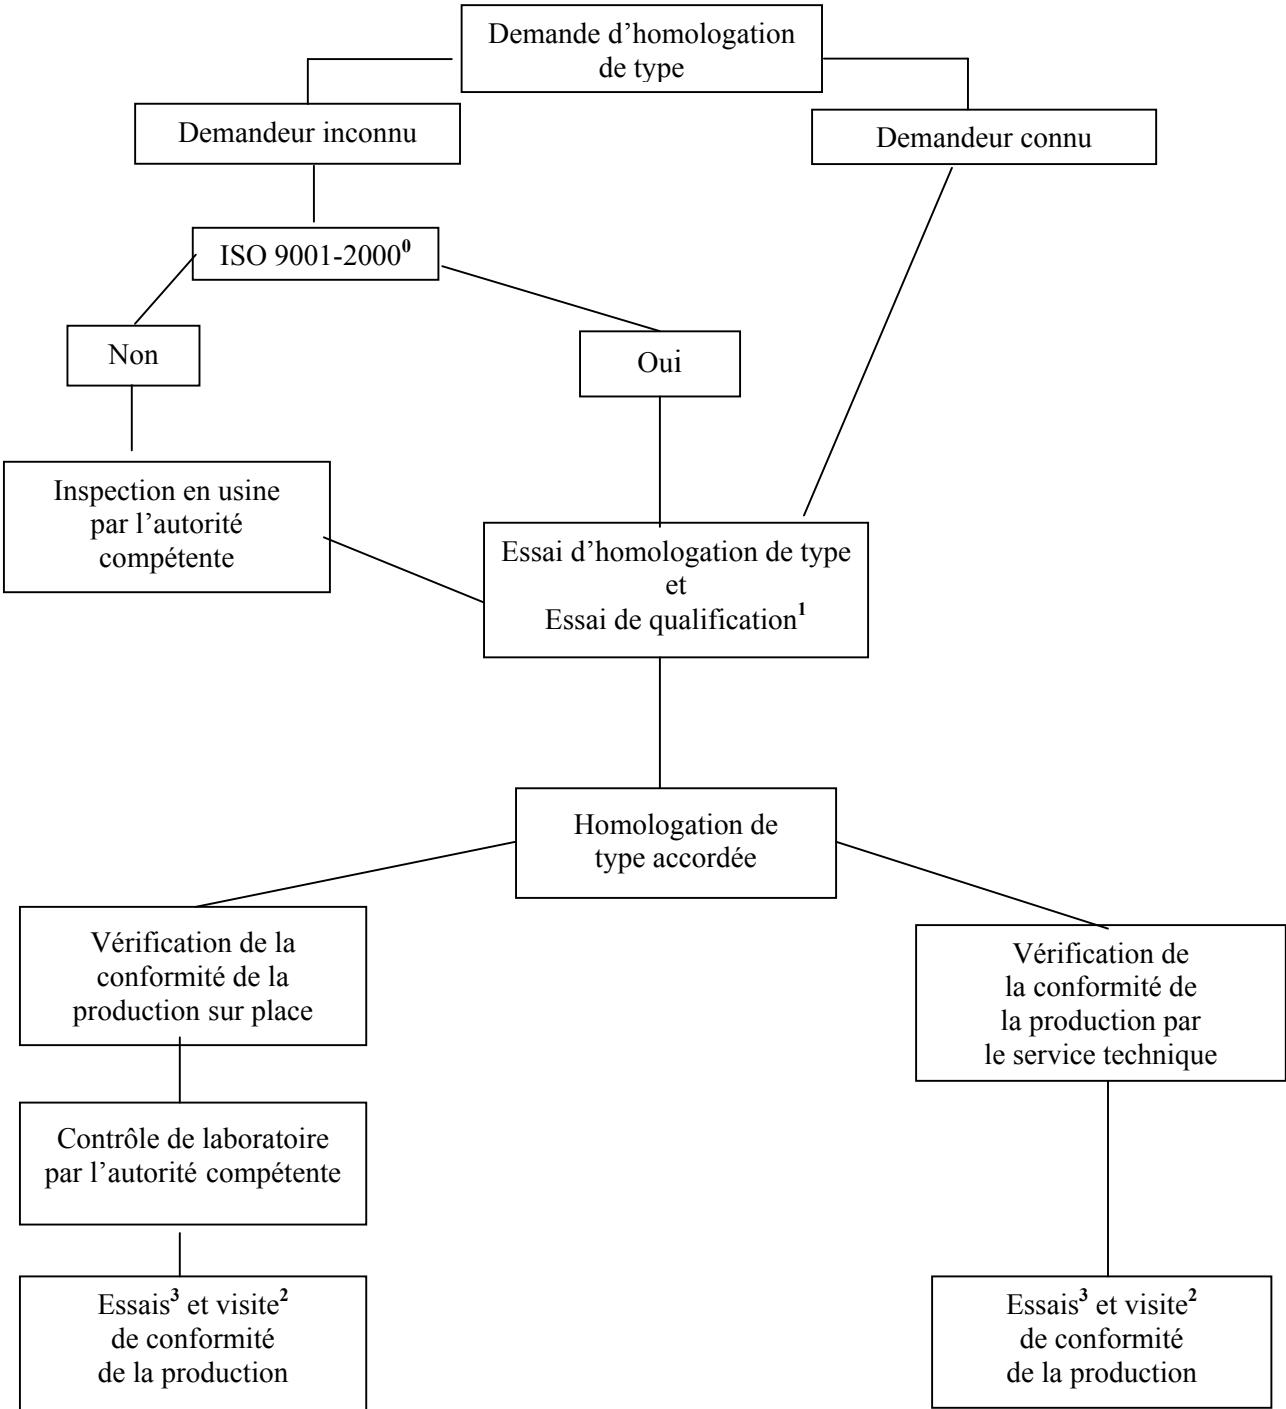 Demande d’homologation
de type
Demandeur inconnu
Demandeur connu
ISO 9001-2000⁰
Non
Oui
Inspection en usine
par l’autorité
compétente
Essai d’homologation de type
et
Essai de qualification¹
Homologation de
type accordée
Vérification de la
conformité de la
production sur place
Vérification de
la conformité de
la production par
le service technique
Contrôle de laboratoire
par l’autorité compétente
Essais³ et visite²
de conformité
de la production
Essais³ et visite²
de conformité
de la production